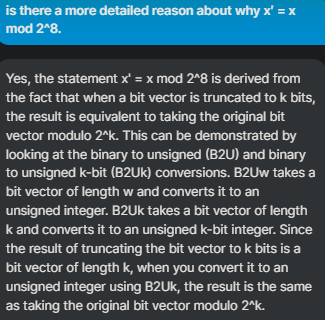 is there a more detailed reason about why x' = x
mod 2^8.
Yes, the statement x' = x mod 2^8 is derived from
the fact that when a bit vector is truncated to k bits,
the result is equivalent to taking the original bit
vector modulo 2^k. This can be demonstrated by
looking at the binary to unsigned (B2U) and binary
to unsigned k-bit (B2Uk) conversions. B2Uw takes a
bit vector of length w and converts it to an
unsigned integer. B2Uk takes a bit vector of length
k and converts it to an unsigned k-bit integer. Since
the result of truncating the bit vector to k bits is a
bit vector of length k, when you convert it to an
unsigned integer using B2Uk, the result is the same
as taking the original bit vector modulo 2^k.